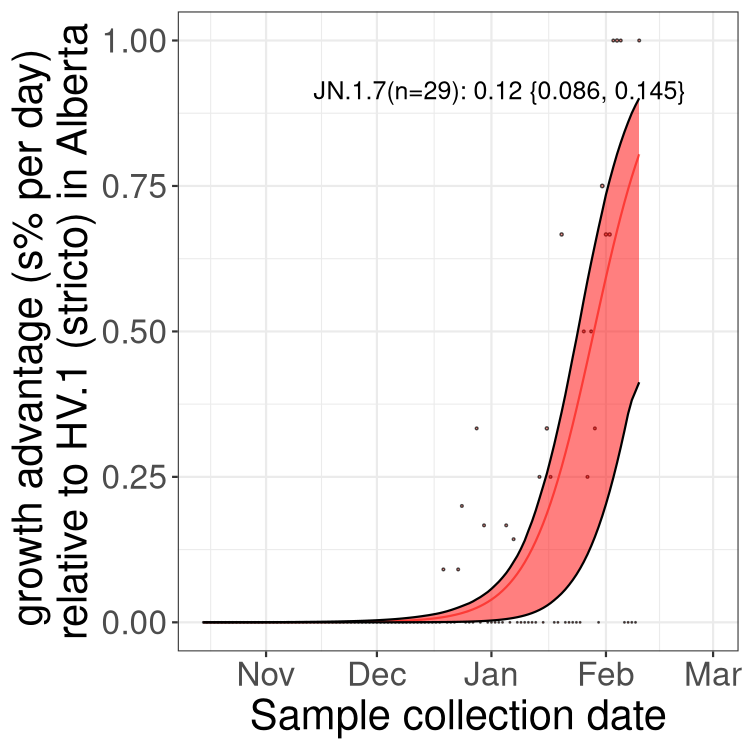 growth advantage (s% per day)
relative to HV.1 (stricto) in Alberta
1.00
0.75
0.50
0.25
0.00
JN.1.7(n=29): 0.12 {0.086, 0.145}
Nov Dec Jan Feb Mar
Sample collection date